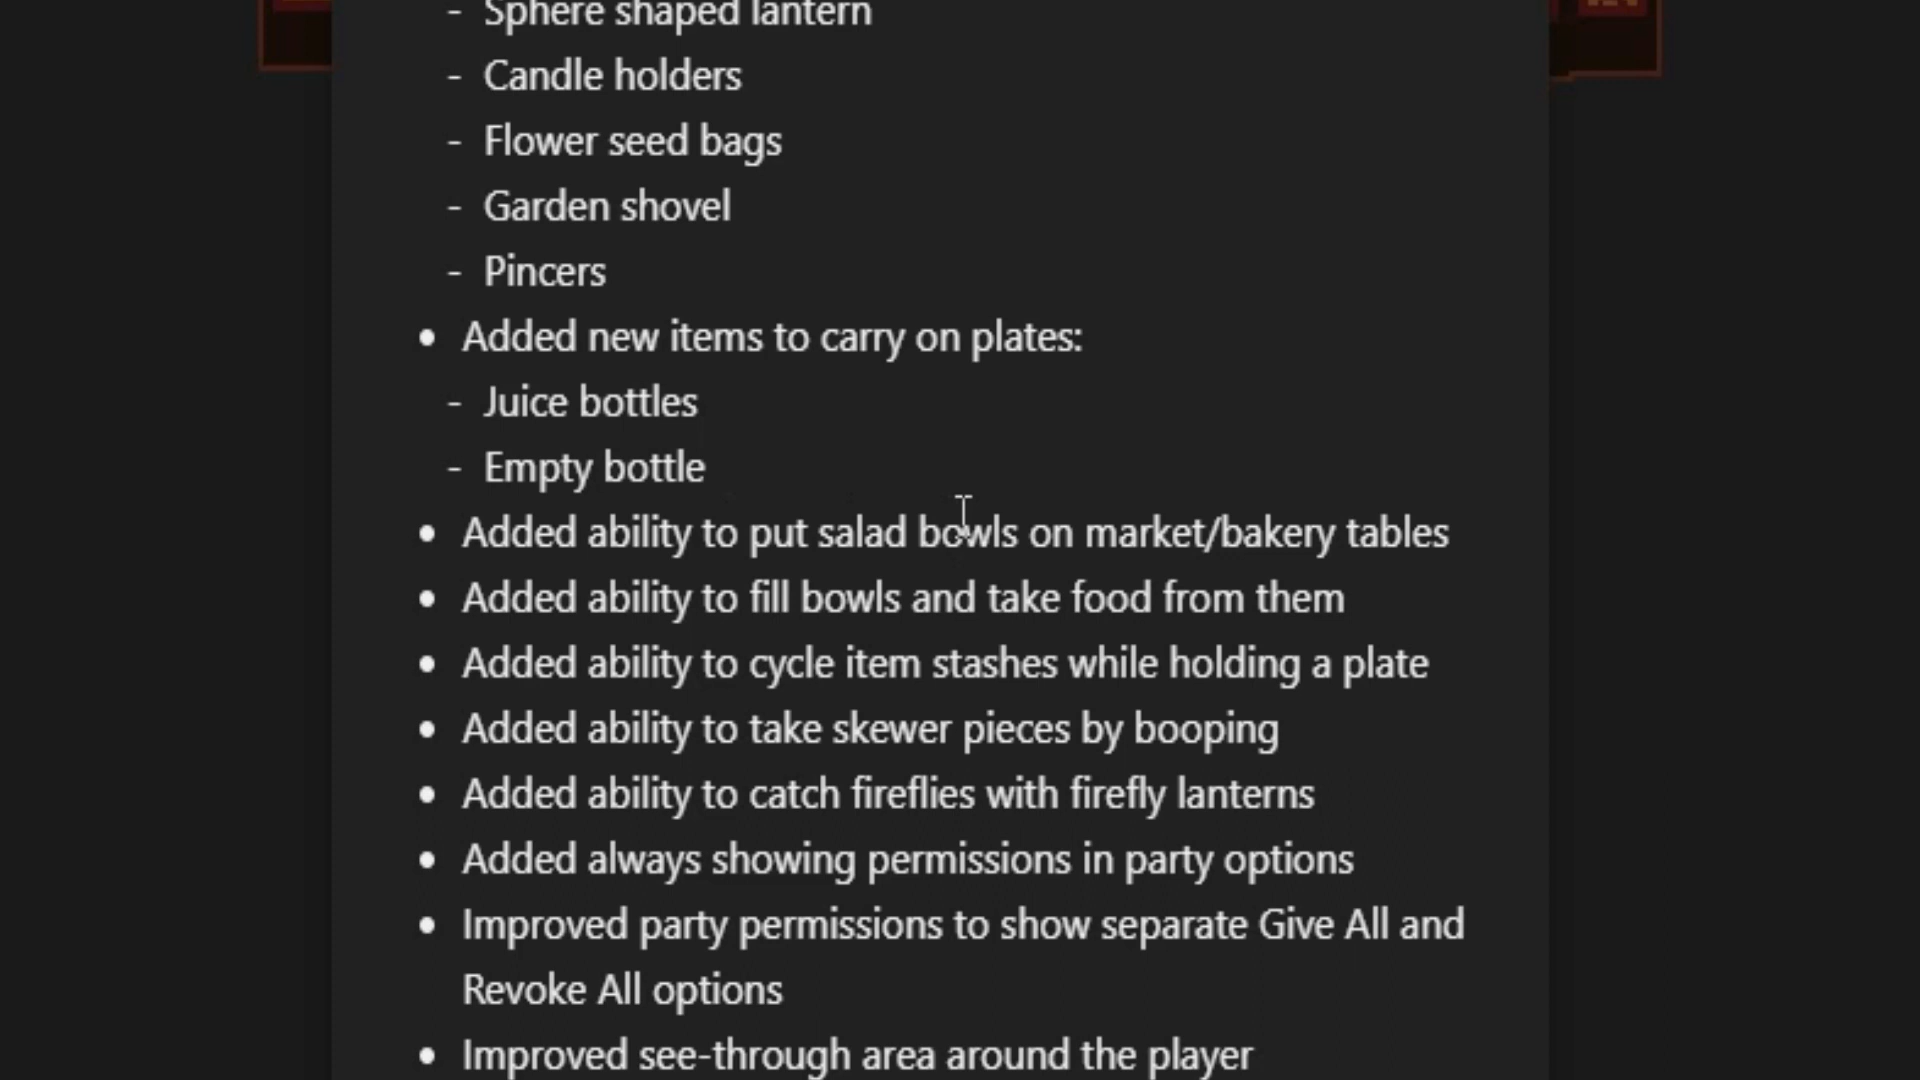 - Sphere shaped lantern
- Candle holders
- Flower seed bags
- Garden shovel
- Pincers
• Added new items to carry on plates:
- Juice bottles
- Empty bottle
• Added ability to put salad bowls on market/bakery tables
• Added ability to fill bowls and take food from them
• Added ability to cycle item stashes while holding a plate
• Added ability to take skewer pieces by booping
• Added ability to catch fireflies with firefly lanterns
• Added always showing permissions in party options
• Improved party permissions to show separate Give All and
Revoke All options
• Improved see-through area around the player